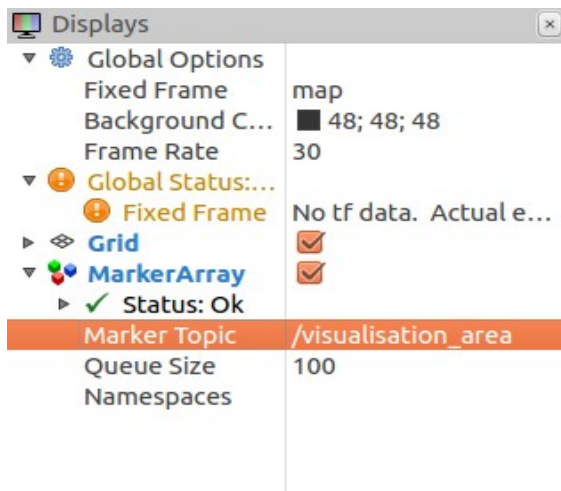 Displays
Global Options
Fixed Frame map
Background C... 48; 48; 48
Frame Rate 30
Global Status:...
Fixed Frame No tf data. Actual e...
Grid
MarkerArray
Status: Ok
Marker Topic /visualisation_area
Queue Size 100
Namespaces